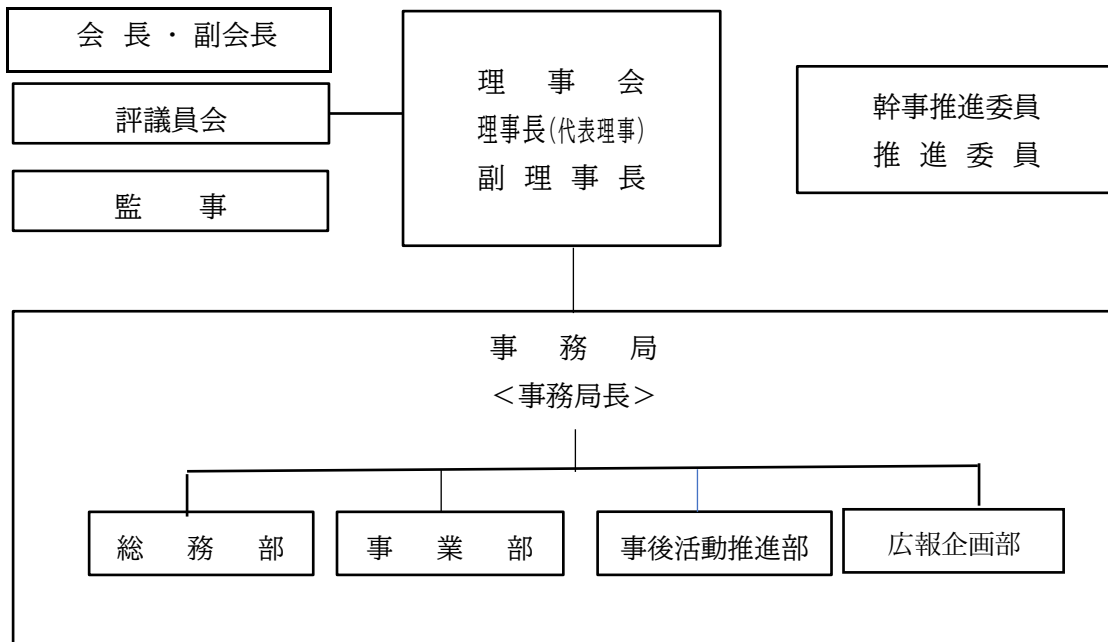 会長・副会長
評議員会
監事
理事会
理事長(代表理事)
副理事長
幹事推進委員
推進委員
事務局
＜事務局長＞
総務部
事業部
事後活動推進部
広報企画部